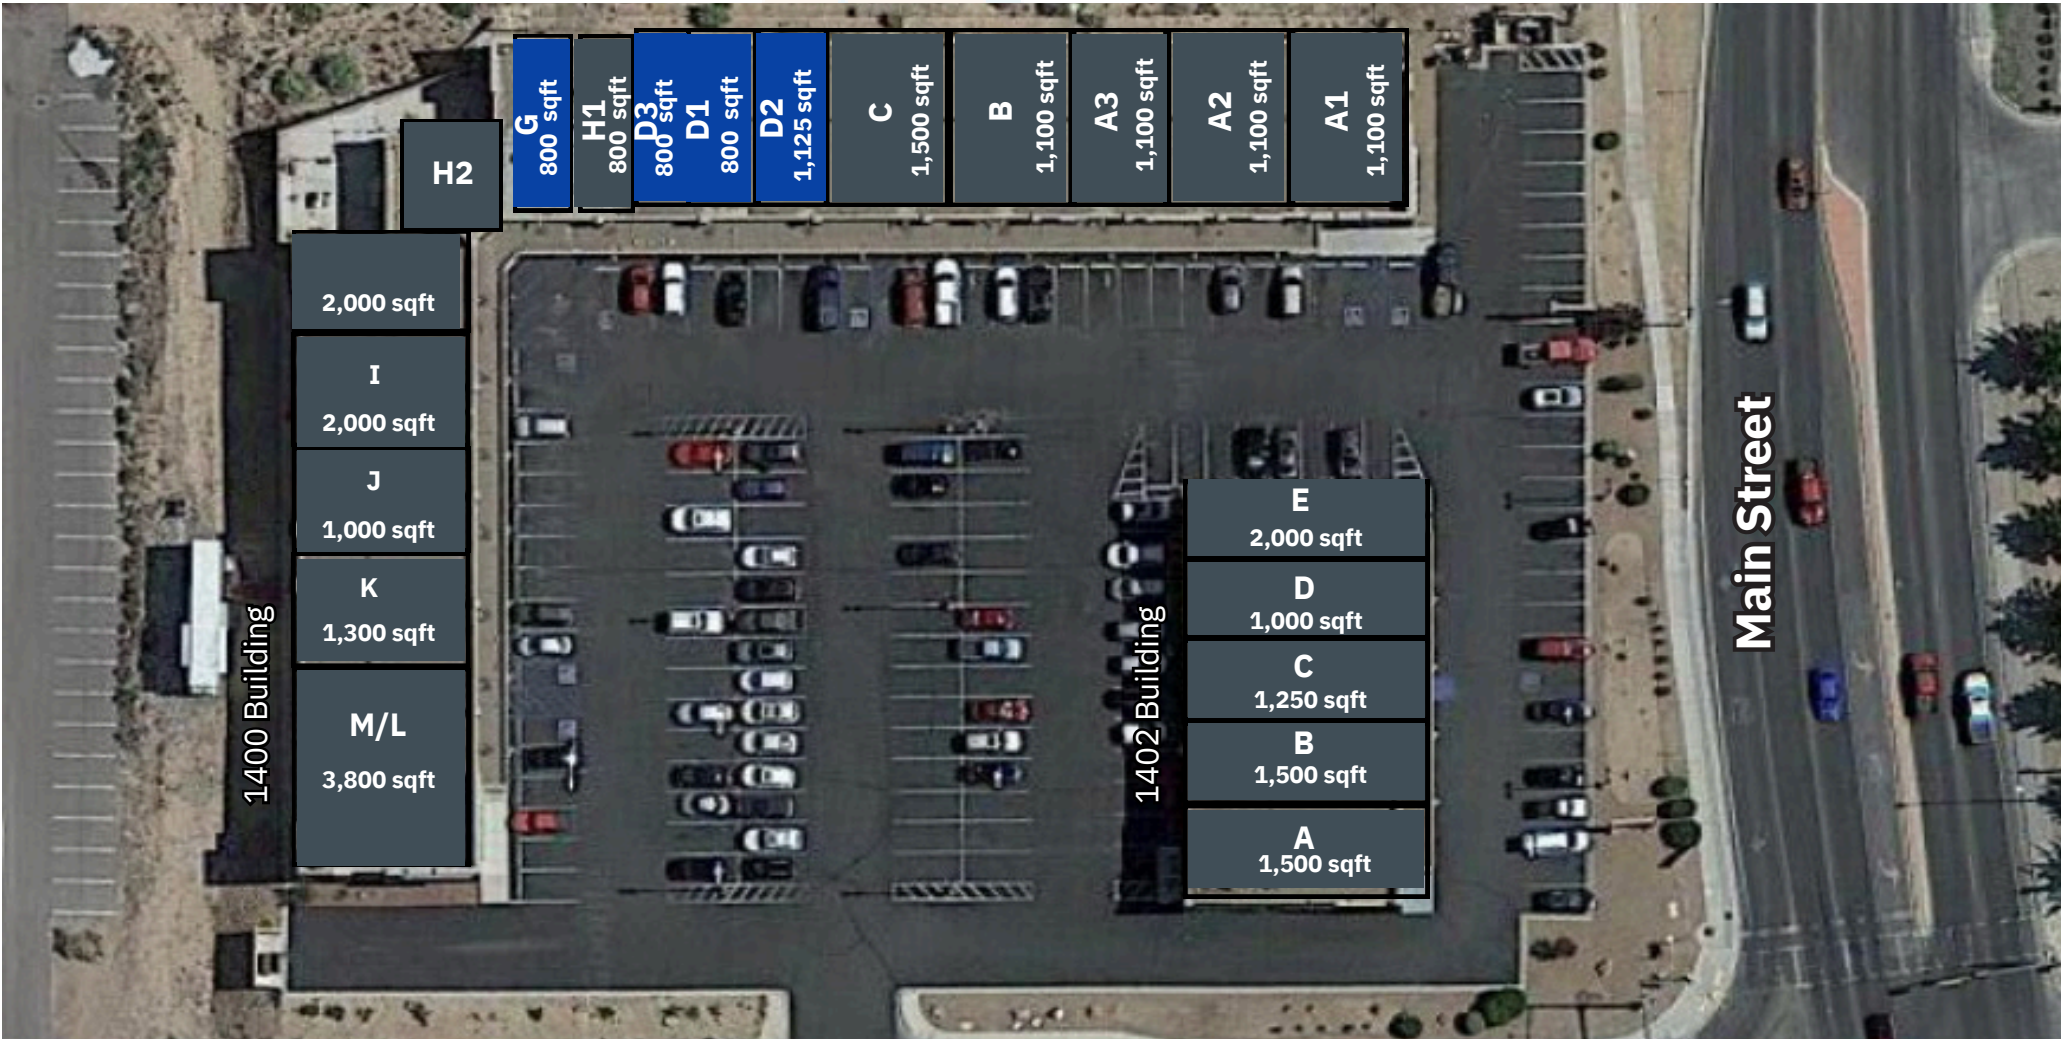 G
800 sqft
H1
800 sqft
D3
800 sqft
D1
800 sqft
D2
1,125 sqft
C
1,500 sqft
B
1,100 sqft
A3
1,100 sqft
A2
1,100 sqft
A1
1,100 sqft
H2
2,000 sqft
I
2,000 sqft
J
1,000 sqft
K
1,300 sqft
M/L
3,800 sqft
1400 Building
E
2,000 sqft
D
1,000 sqft
C
1,250 sqft
B
1,500 sqft
A
1,500 sqft
1402 Building
Main Street